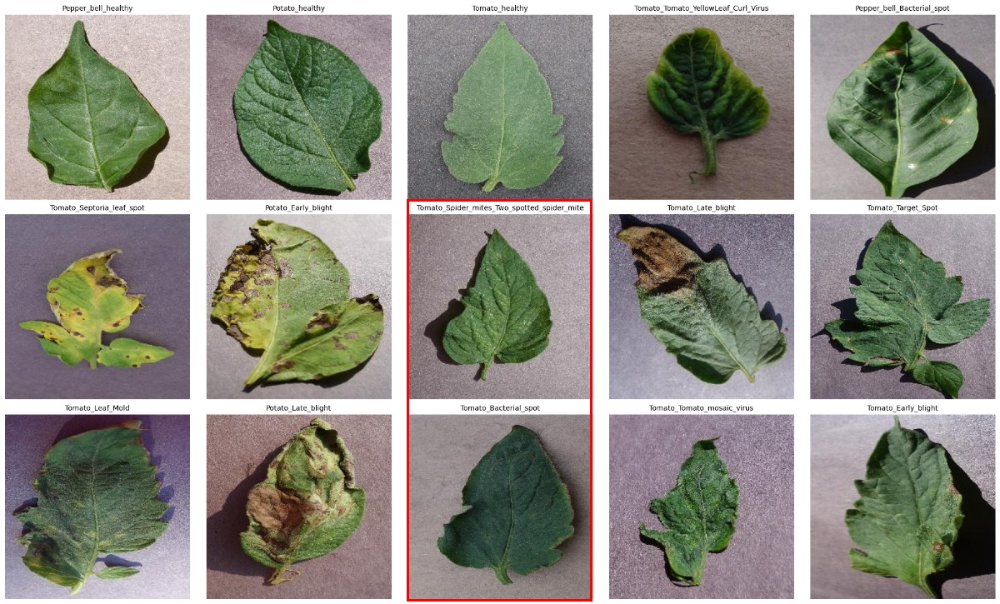 Pepper_bell_healthy
Potato_healthy
Tomato_healthy
Tomato_Tomato_YellowLeaf_Curl_Virus
Pepper_bell_Bacterial_spot
Tomato_Septoria_leaf_spot
Potato_Early_blight
Tomato_Spider_mites_Two_spotted_spider_mite
Tomato_Late_blight
Tomato_Target_Spot
Tomato_Leaf_Mold
Potato_Late_blight
Tomato_Bacterial_spot
Tomato_Tomato_mosaic_virus
Tomato_Early_blight